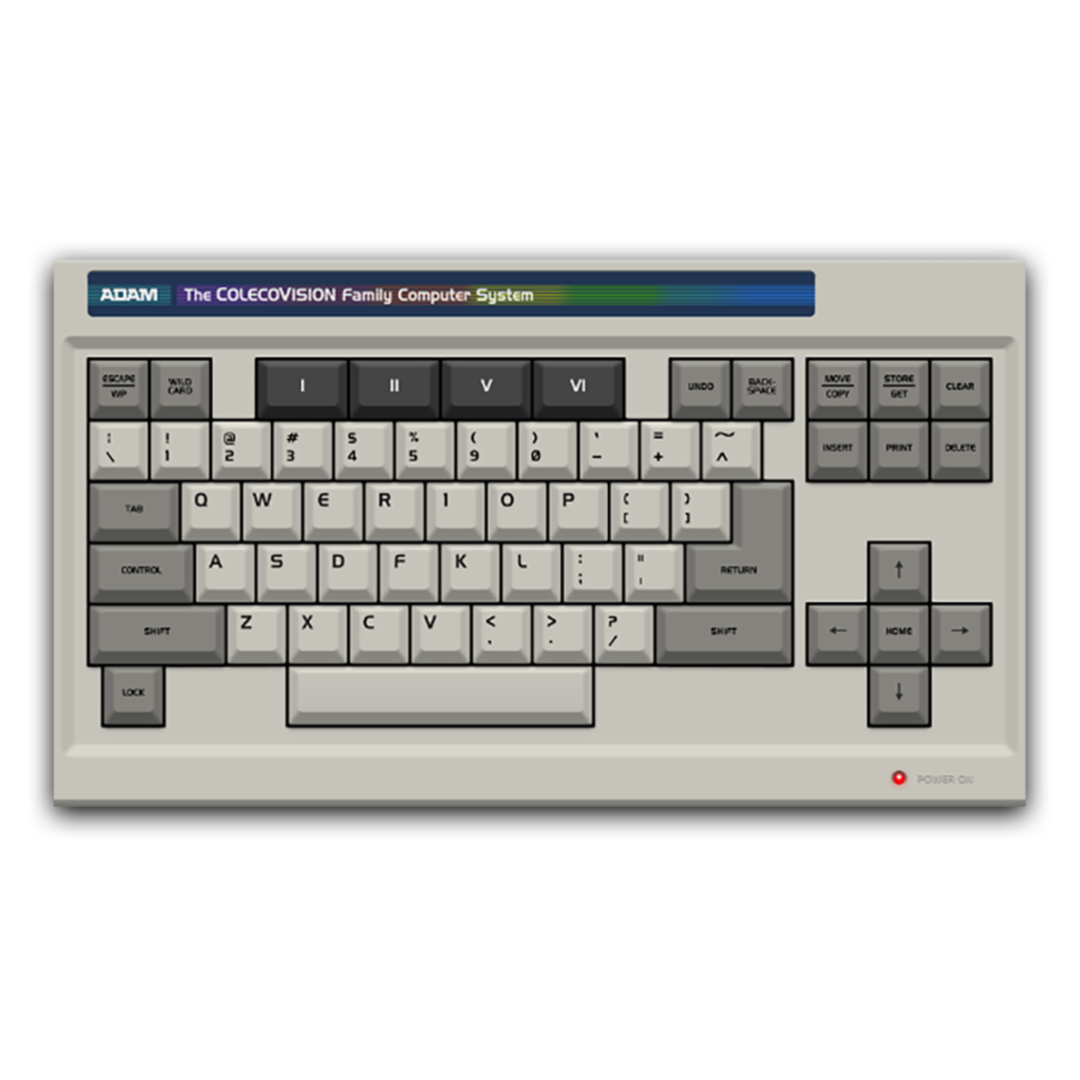 ADAM The COLECOVISION Family Computer System
ESCAPE WILD I II V VI UNDO BACK- MOVE STORE CLEAR
WP CARD SPACE COPY GET
¦ ! @ # $ % ( ) ` = ~
\ 1 2 3 4 5 9 0 - + ^ INSERT PRINT DELETE
TAB Q W E R I O P { }
[ ]
CONTROL A S D F K L : " RETURN ↑
; '
SHIFT Z X C V < > ? SHIFT ← HOME →
, . /
LOCK ↓
POWER ON